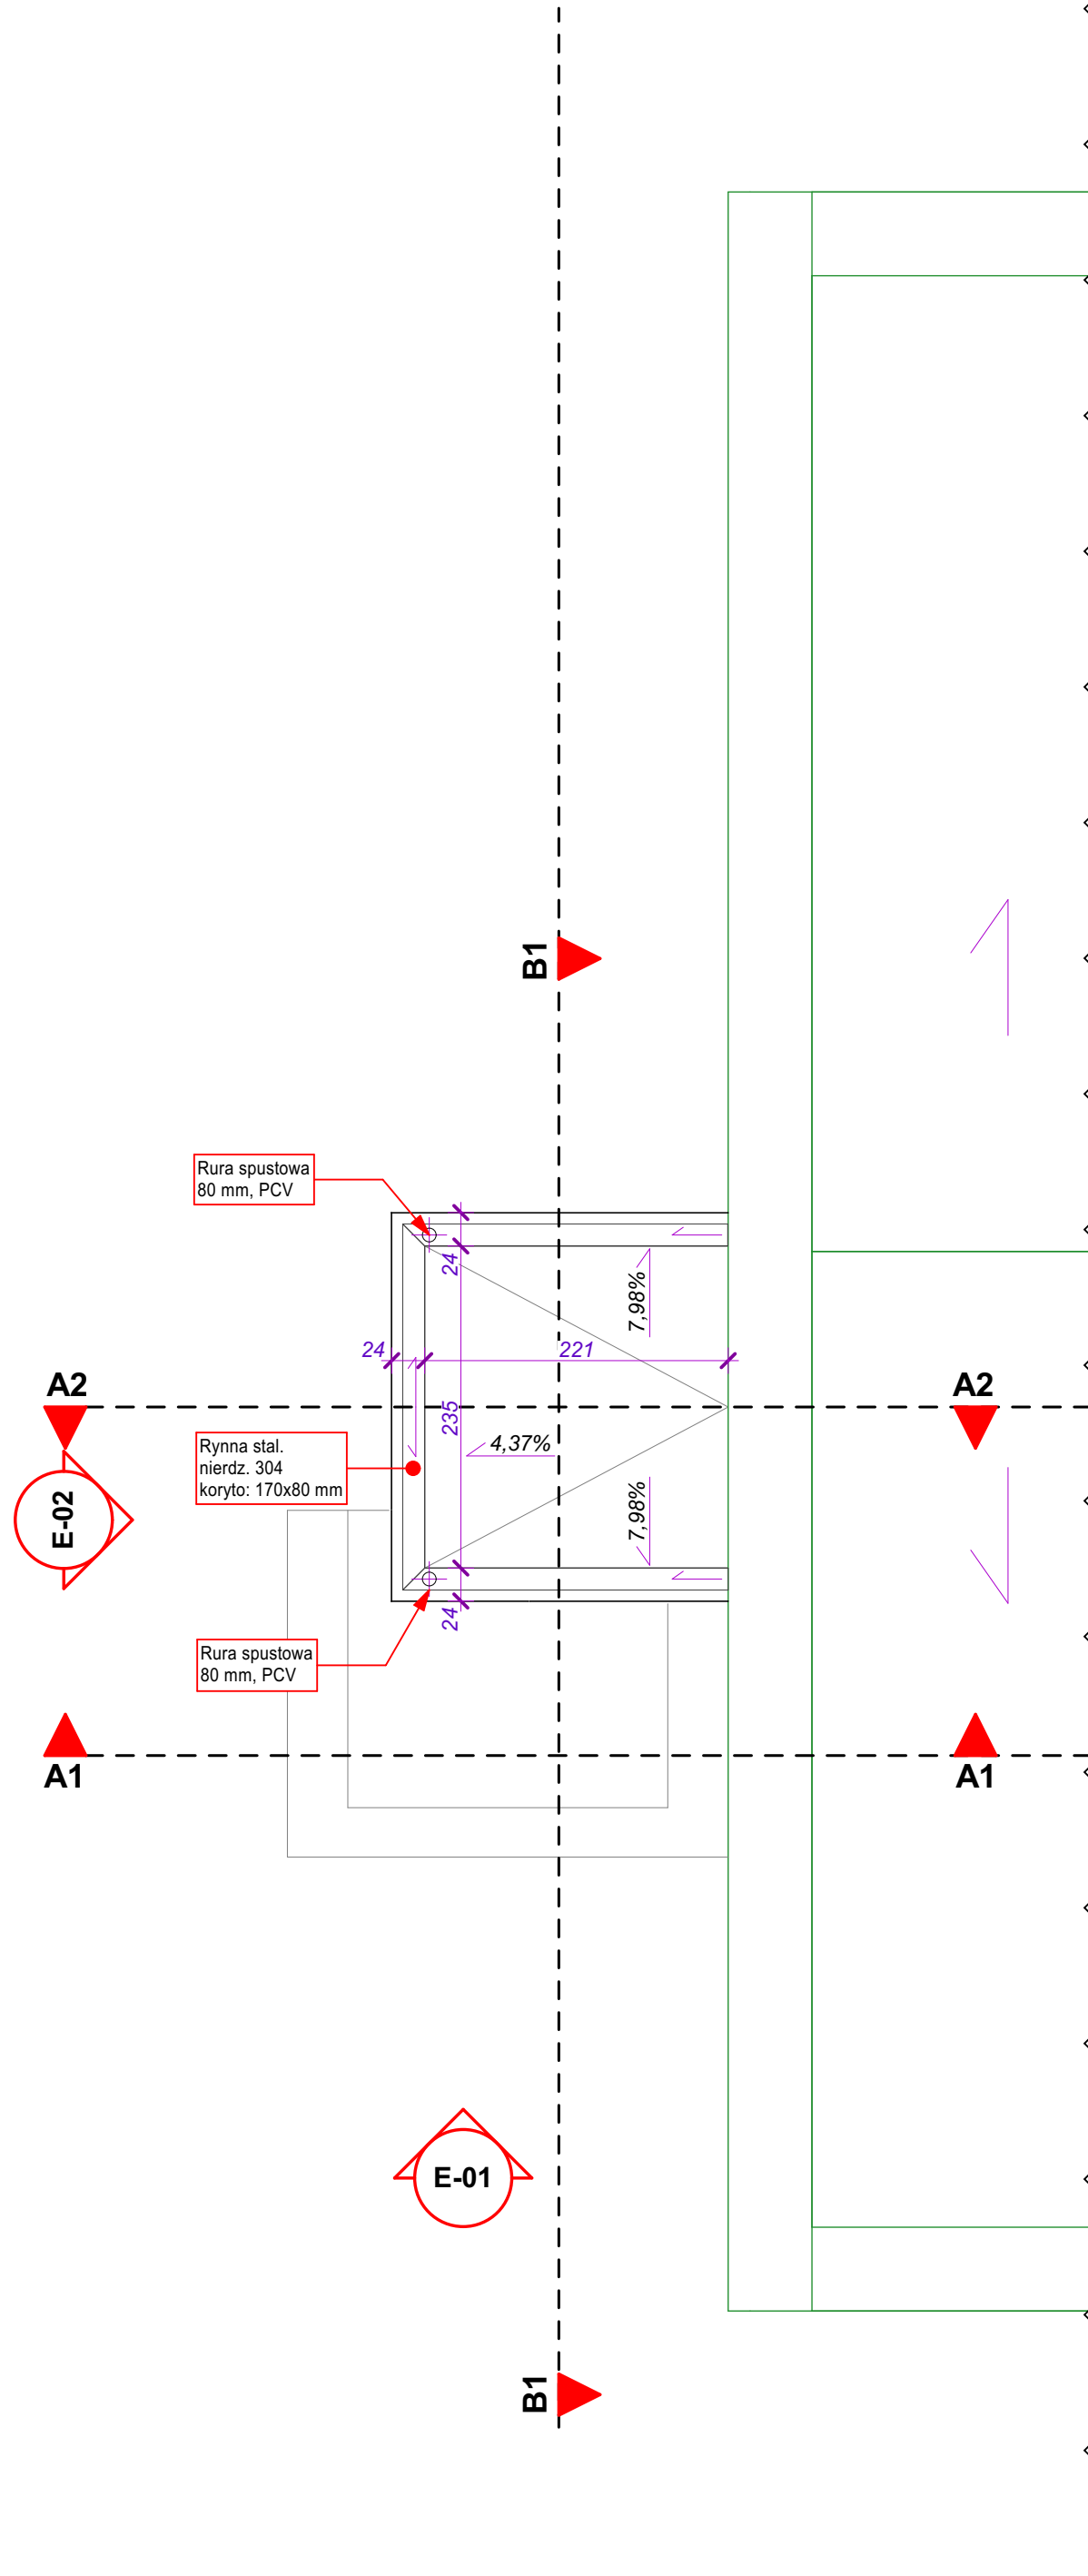 B1
Rura spustowa
80 mm, PCV
24
7,98%
24
221
A2
A2
235
4,37%
Rynna stal.
nierdz. 304
koryto: 170x80 mm
E-02
7,98%
24
Rura spustowa
80 mm, PCV
A1
A1
E-01
B1